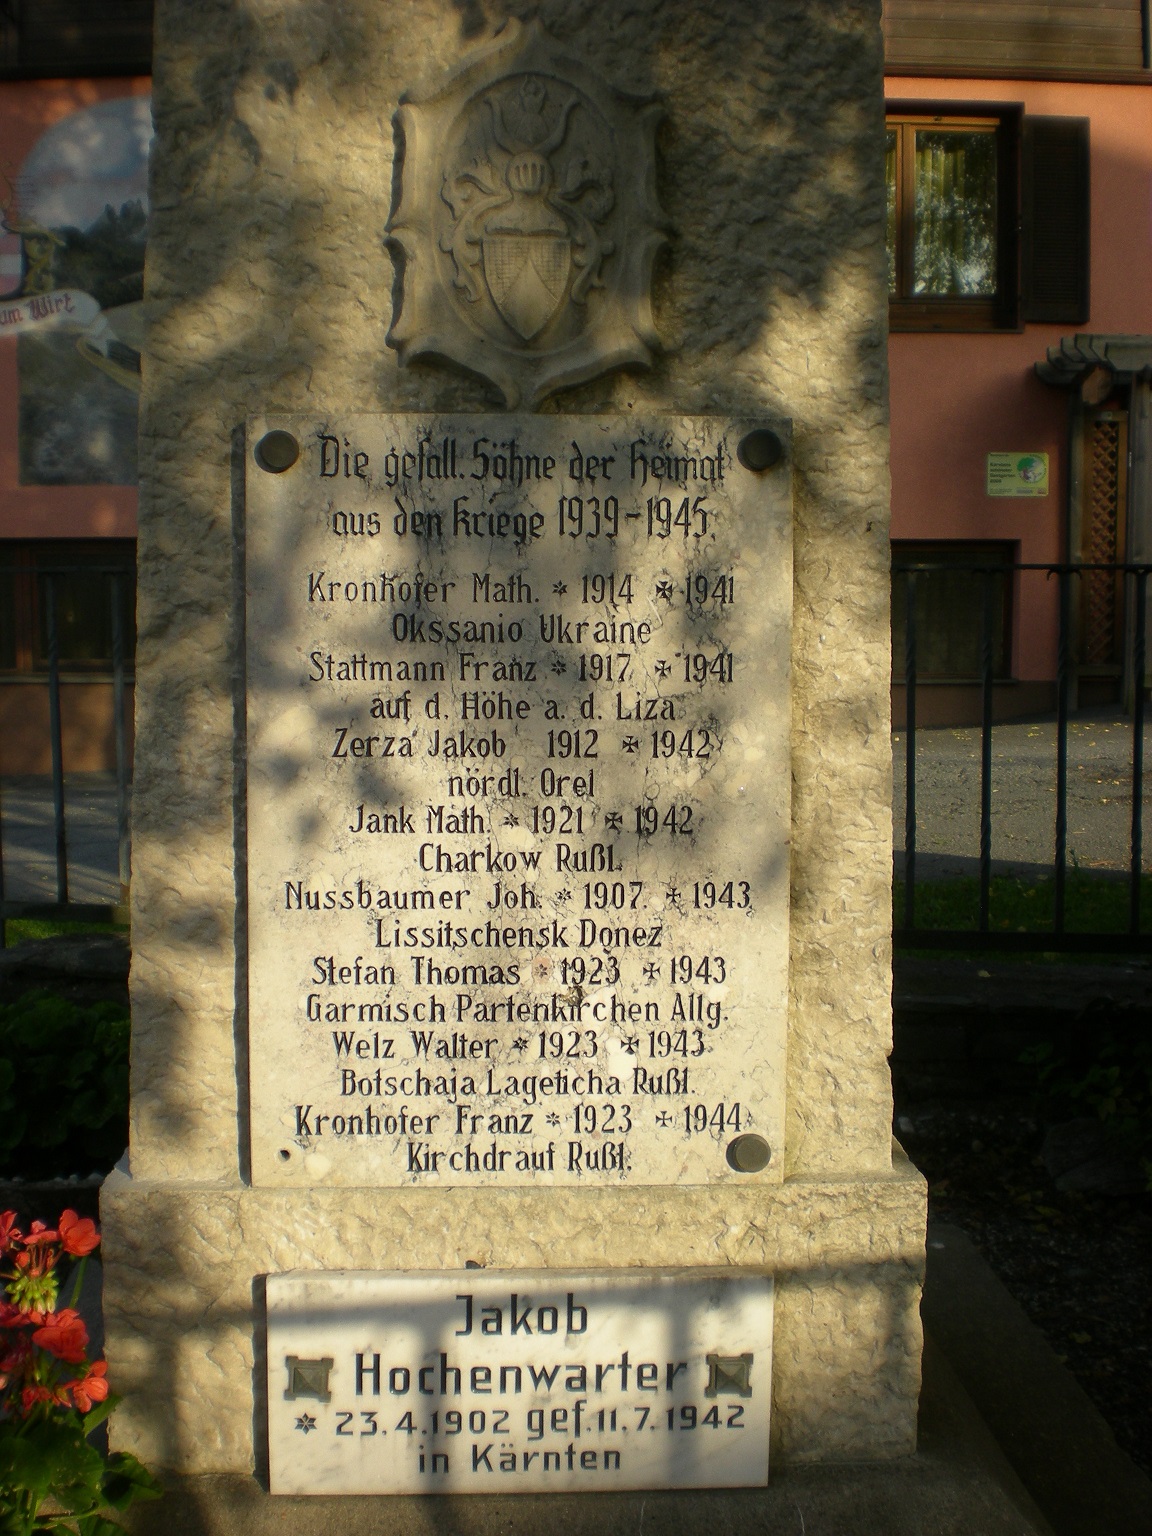 um Wirt
Die gefall. Söhne der Heimat
aus den Kriege 1939-1945.
Kronhofer Math. * 1914 ✠ 1941
Okssanio Ukraine
Stattmann Franz * 1917. ✠ 1941
auf d. Höhe a. d. Liza
Zerza Jakob 1912 ✠ 1942
nördl. Orel
Jank Math. * 1921 ✠ 1942
Charkow Rußl.
Nussbaumer Joh. * 1907. ✠ 1943.
Lissitschensk Donez
Stefan Thomas * 1923 ✠ 1943
Garmisch Partenkirchen Allg.
Welz Walter * 1923 ✠ 1943
Botschaja Lageticha Rußl.
Kronhofer Franz * 1923 ✠ 1944
Kirchdrauf Rußl.
Jakob
Hochenwarter
* 23.4.1902 gef. 11.7.1942
in Kärnten